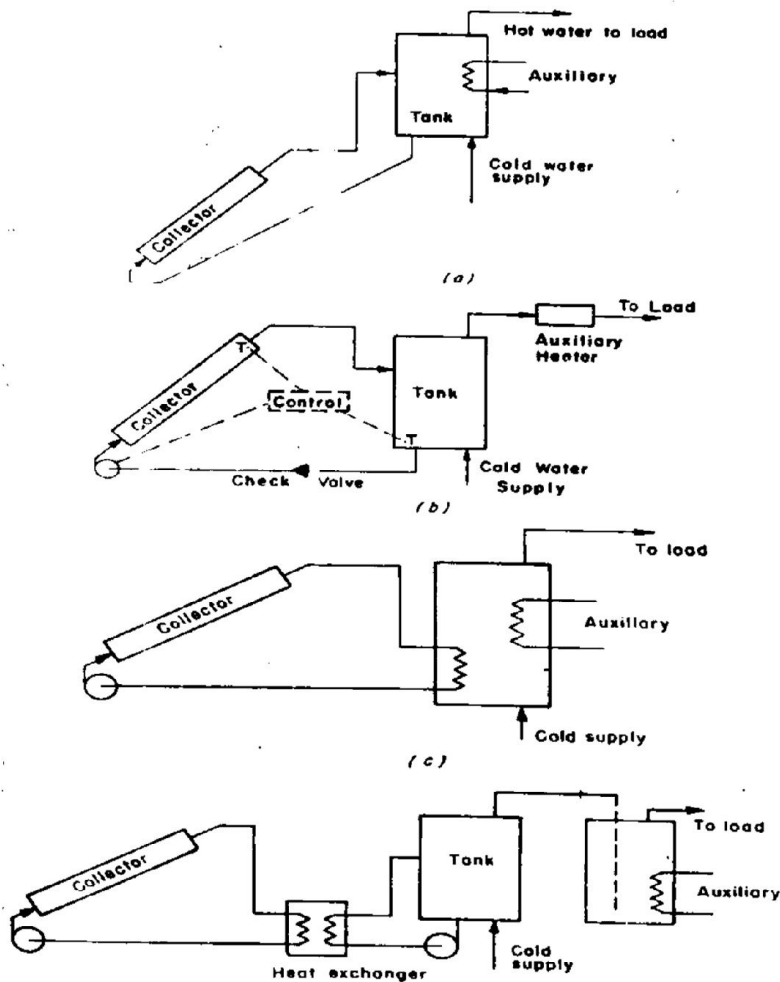 Hot water to load
Auxiliary
Tank
Cold water
supply
Collector
(a)
To Load
Auxiliary
Heater
T
Collector
Control
Tank
T
Check Valve
Cold Water
Supply
(b)
To load
Collector
Auxillary
Cold supply
(c)
To load
Collector
Tank
Auxiliary
Cold
supply
Heat exchanger